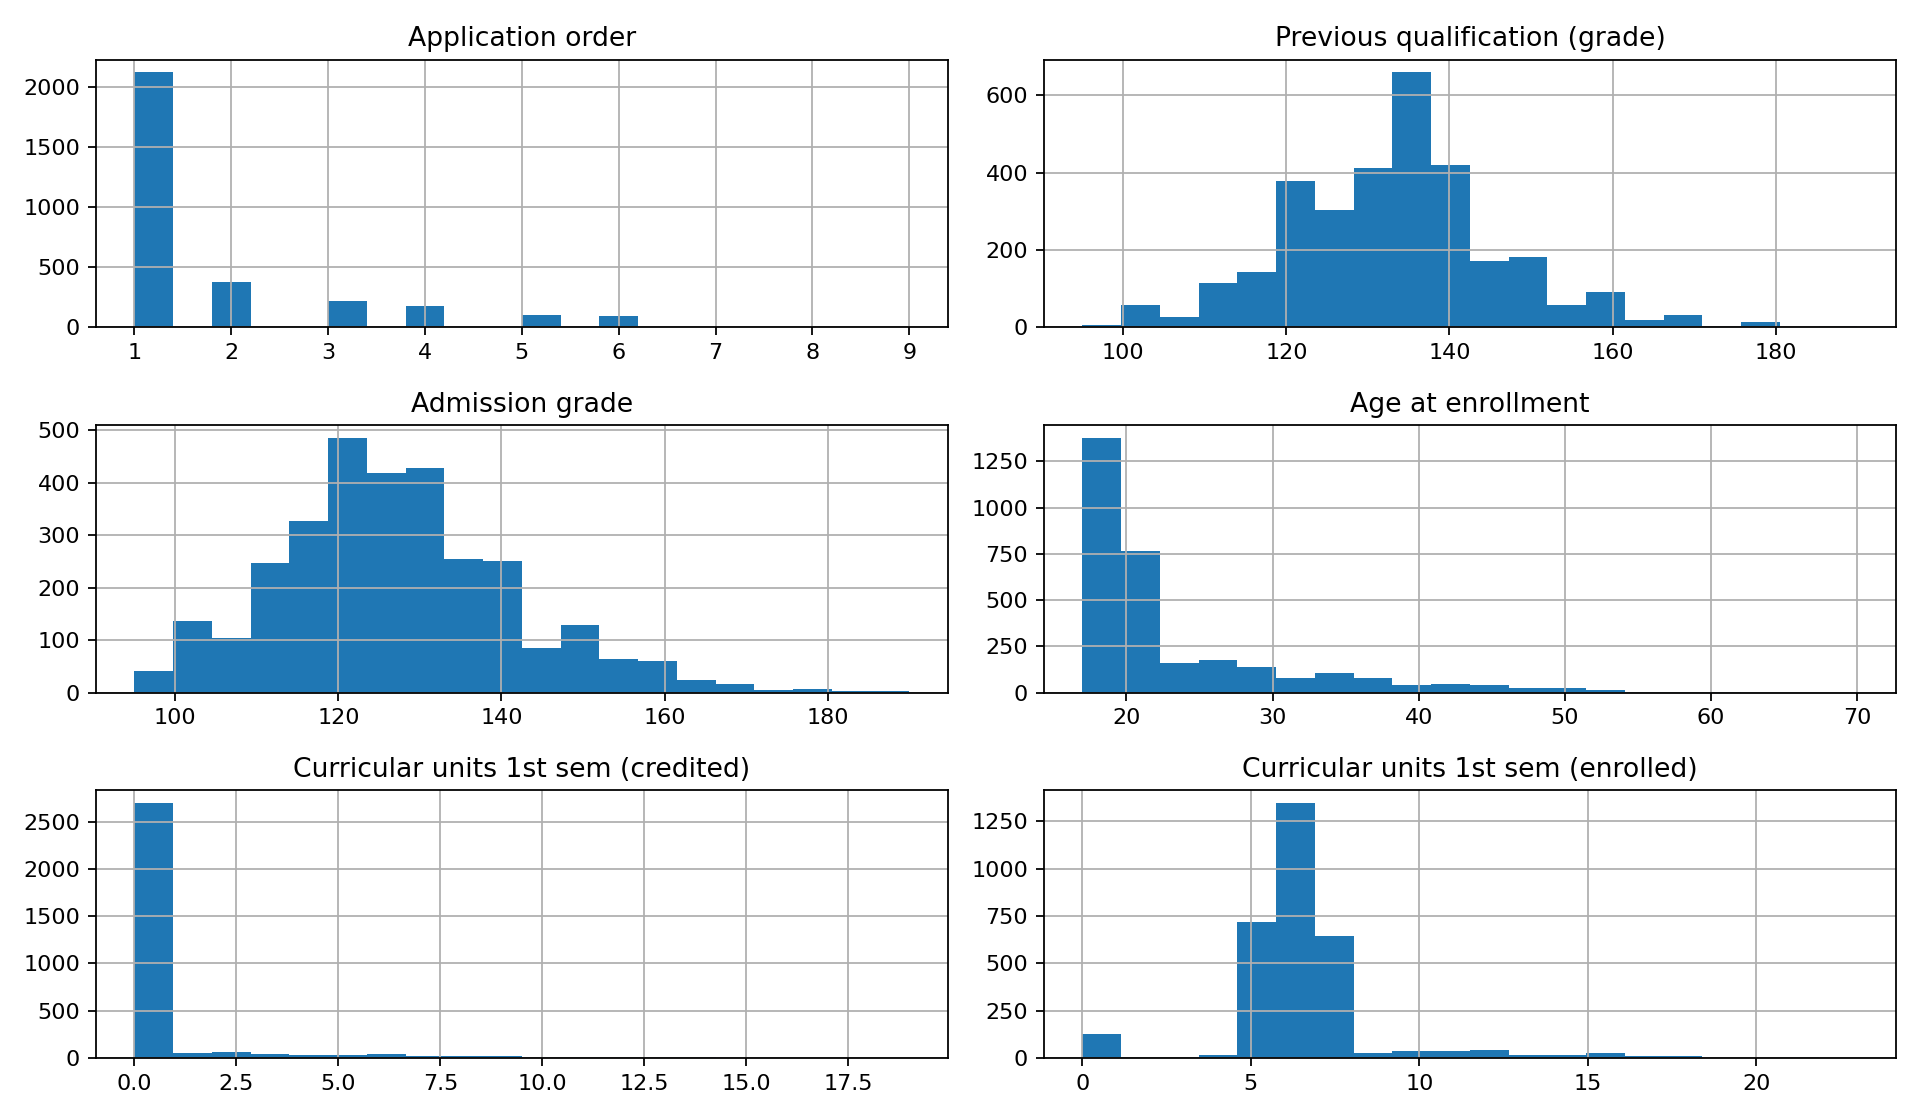 Application order
2000
1500
1000
500
0
1 2 3 4 5 6 7 8 9
Previous qualification (grade)
600
400
200
0
100 120 140 160 180
Admission grade
500
400
300
200
100
0
100 120 140 160 180
Age at enrollment
1250
1000
750
500
250
0
20 30 40 50 60 70
Curricular units 1st sem (credited)
2500
2000
1500
1000
500
0
0.0 2.5 5.0 7.5 10.0 12.5 15.0 17.5
Curricular units 1st sem (enrolled)
1250
1000
750
500
250
0
0 5 10 15 20